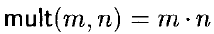 mult(m, n) = m · n